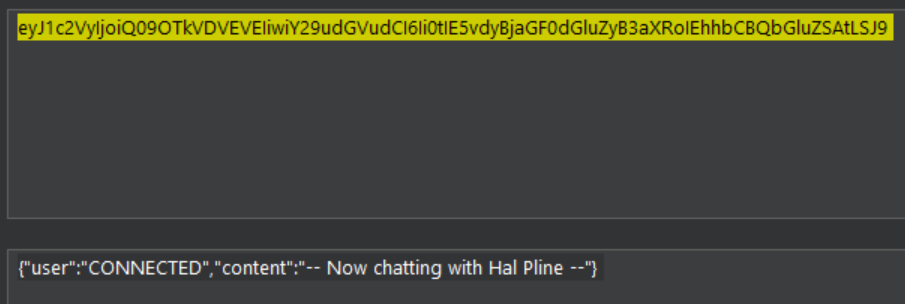 eyJ1c2VyIjoiQ09OTkVDVEVEIiwiY29udGVudCI6Ii0tIE5vdyBjaGF0dGluZyB3aXRoIEhhbCBQbGluZSAtLSJ9
{"user":"CONNECTED","content":"-- Now chatting with Hal Pline --"}